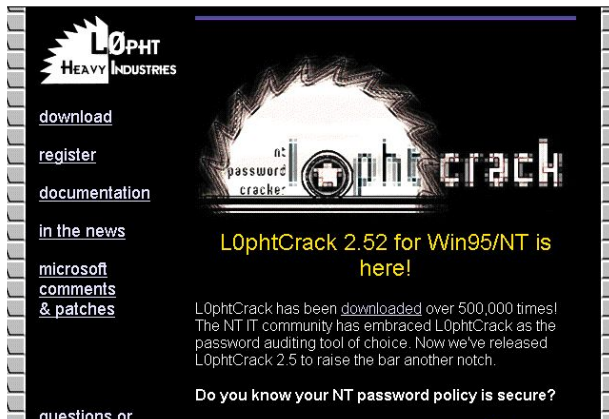 L0PHT
HEAVY INDUSTRIES
download
register
documentation
in the news
microsoft
comments
& patches
questions or
nt
password
cracker
l0phtcrack
L0phtCrack 2.52 for Win95/NT is
here!
L0phtCrack has been downloaded over 500,000 times!
The NT IT community has embraced L0phtCrack as the
password auditing tool of choice. Now we've released
L0phtCrack 2.5 to raise the bar another notch.
Do you know your NT password policy is secure?